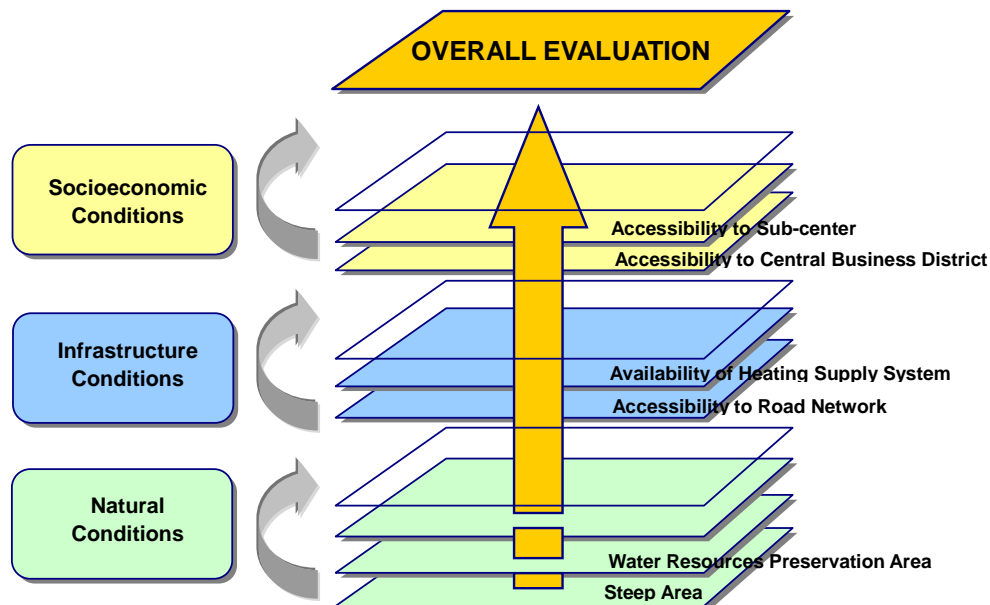 OVERALL EVALUATION
Socioeconomic
Conditions
Accessibility to Sub-center
Accessibility to Central Business District
Infrastructure
Conditions
Availability of Heating Supply System
Accessibility to Road Network
Natural
Conditions
Water Resources Preservation Area
Steep Area